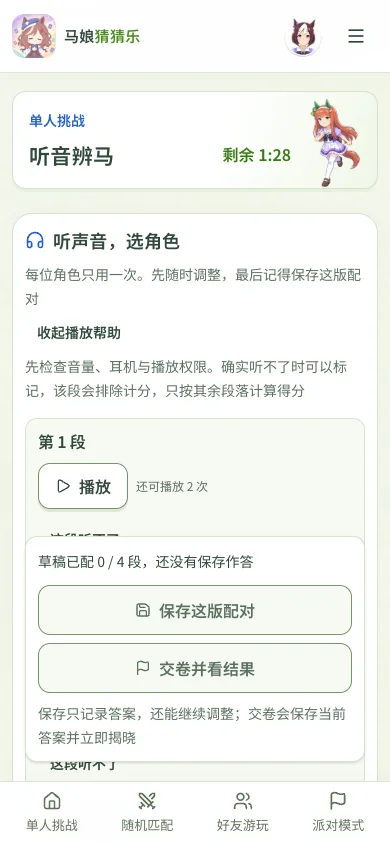 马娘猜猜乐
单人挑战
听音辨马
剩余 1:28
听声音，选角色
每位角色只用一次。先随时调整，最后记得保存这版配
对
收起播放帮助
先检查音量、耳机与播放权限。确实听不了时可以标
记，该段会排除计分，只按其余段落计算得分
第 1 段
播放
还可播放 2 次
草稿已配 0 / 4 段，还没有保存作答
保存这版配对
交卷并看结果
保存只记录答案，还能继续调整；交卷会保存当前
答案并立即揭晓
这段听不了
单人挑战
随机匹配
好友游玩
派对模式